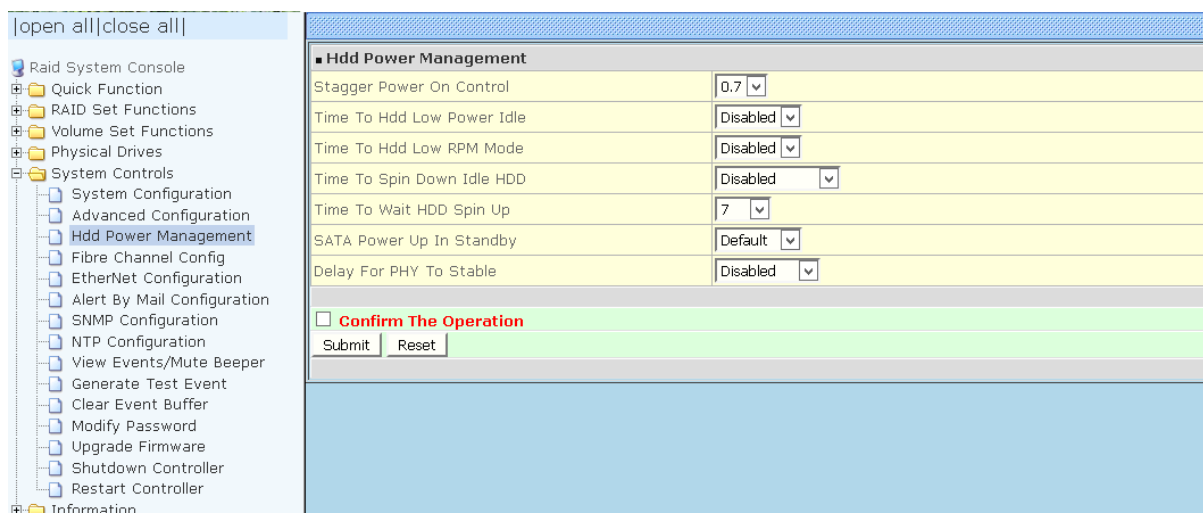 |open all|close all|
Raid System Console
Quick Function
RAID Set Functions
Volume Set Functions
Physical Drives
System Controls
System Configuration
Advanced Configuration
Hdd Power Management
Fibre Channel Config
EtherNet Configuration
Alert By Mail Configuration
SNMP Configuration
NTP Configuration
View Events/Mute Beeper
Generate Test Event
Clear Event Buffer
Modify Password
Upgrade Firmware
Shutdown Controller
Restart Controller
Information
Hdd Power Management
Stagger Power On Control 0.7
Time To Hdd Low Power Idle Disabled
Time To Hdd Low RPM Mode Disabled
Time To Spin Down Idle HDD Disabled
Time To Wait HDD Spin Up 7
SATA Power Up In Standby Default
Delay For PHY To Stable Disabled
Confirm The Operation
Submit Reset